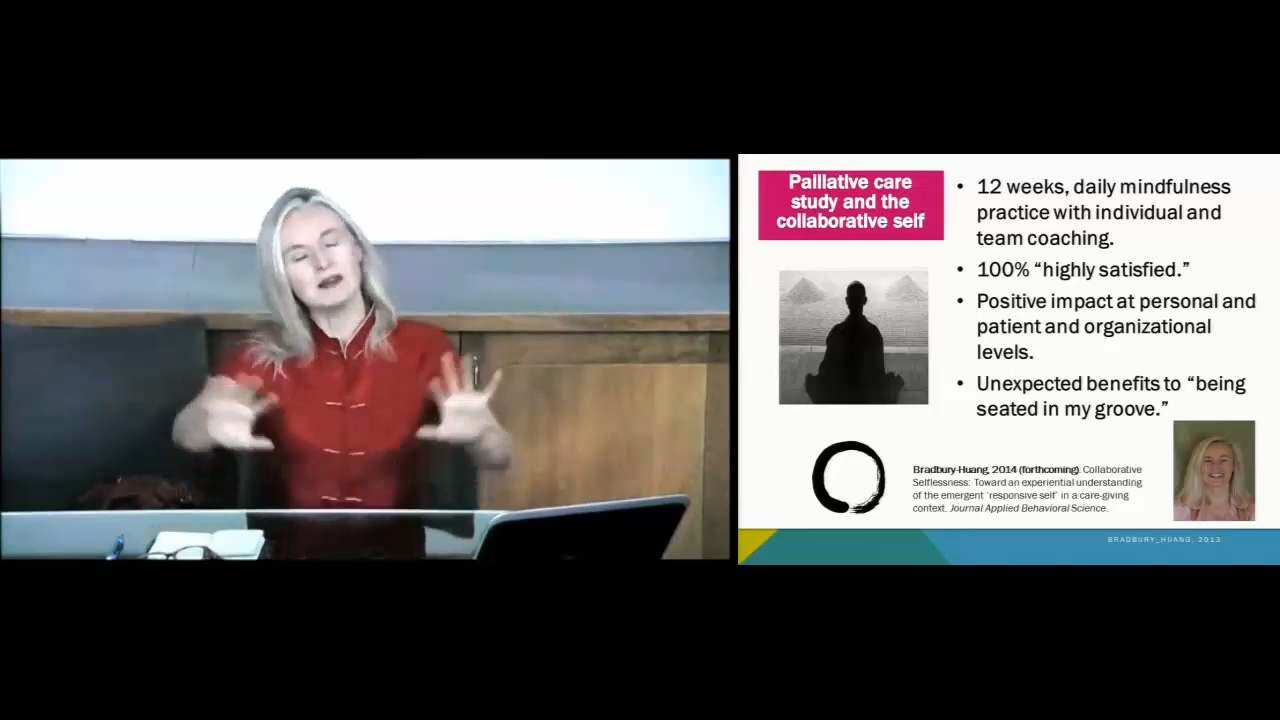 Palliative care
study and the
collaborative self
• 12 weeks, daily mindfulness
practice with individual and
team coaching.
• 100% “highly satisfied.”
• Positive impact at personal and
patient and organizational
levels.
• Unexpected benefits to “being
seated in my groove.”
Bradbury-Huang, 2014 (forthcoming). Collaborative
Selflessness: Toward an experiential understanding
of the emergent ‘responsive self’ in a care-giving
context. Journal Applied Behavioral Science.
BRADBURY_HUANG, 2013